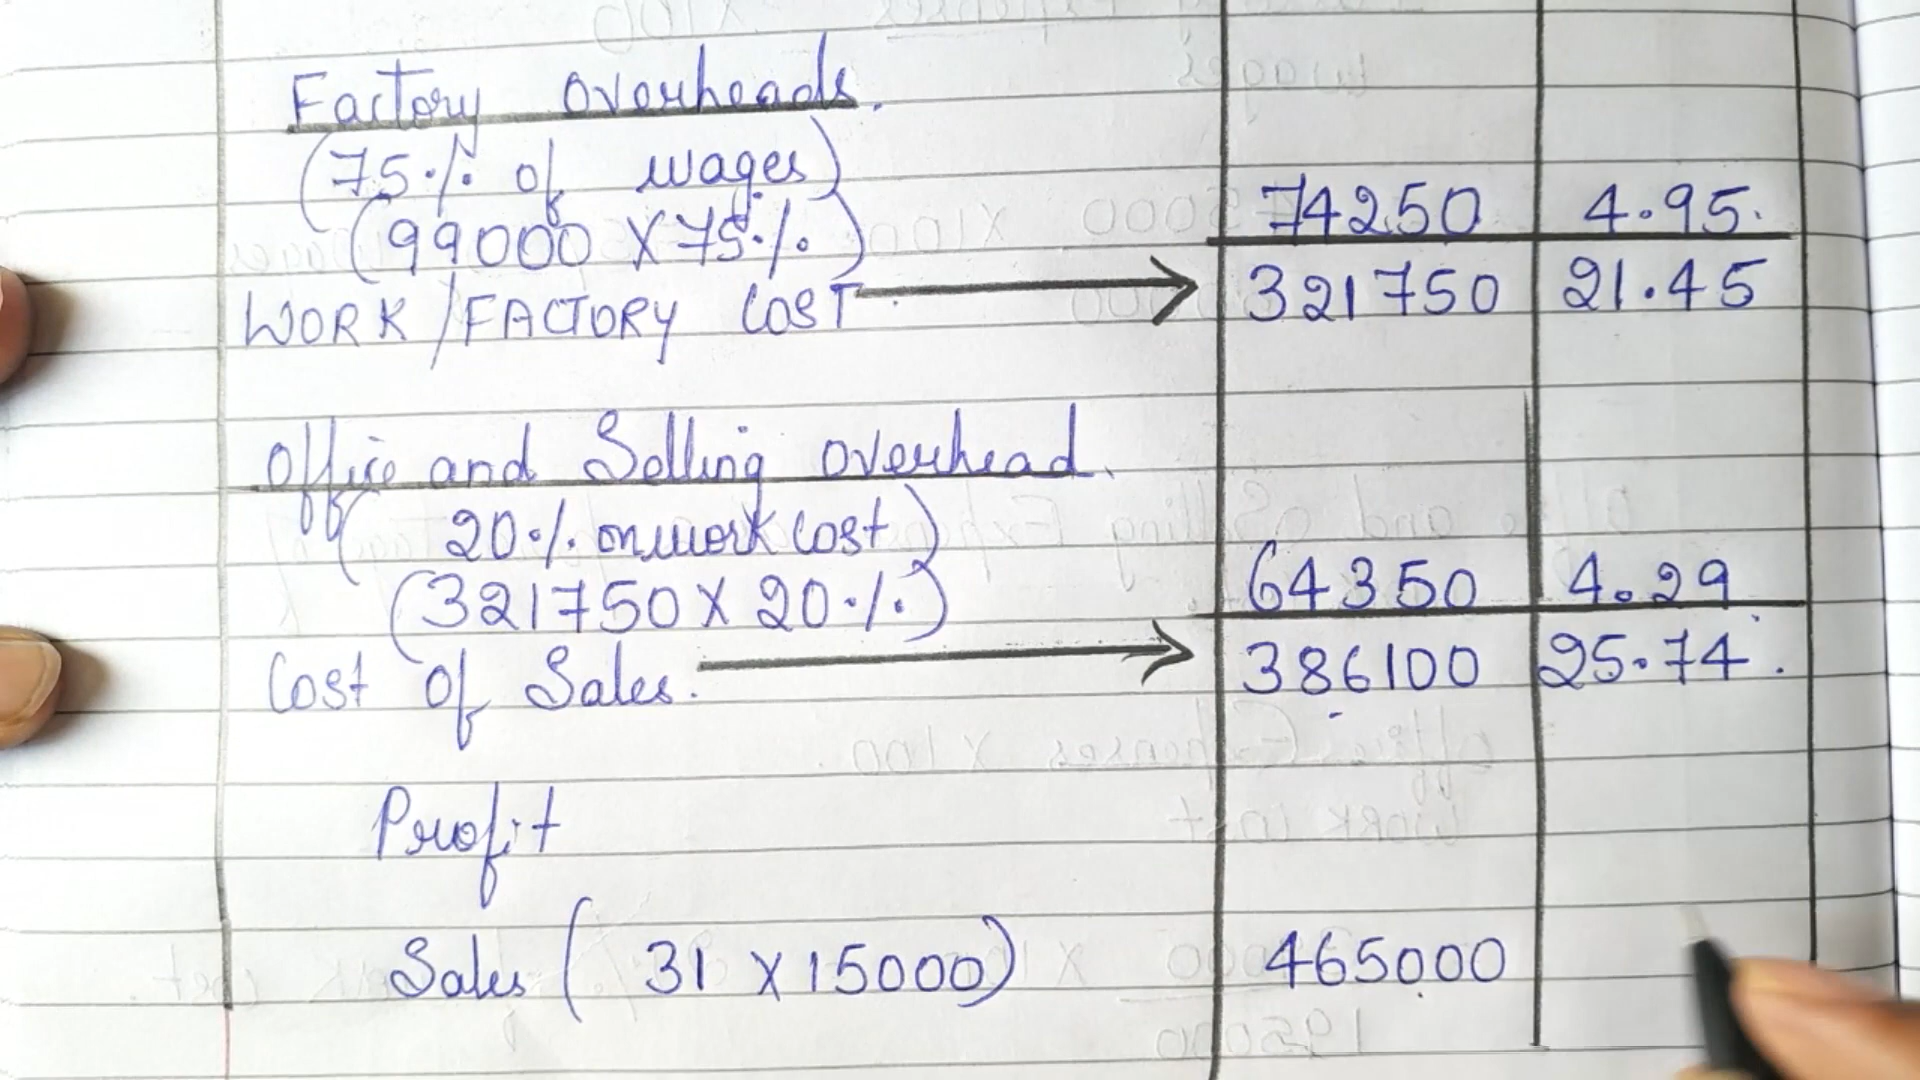 Factory overheads.
(75% of wages)
(99000 X 75%) 74250 4.95
WORK/FACTORY COST → 321750 21.45
Office and Selling overhead.
(20% on work cost)
(321750 X 20%) 64350 4.29
Cost of Sales. → 386100 25.74
Profit
Sales (31 X 15000) 465000